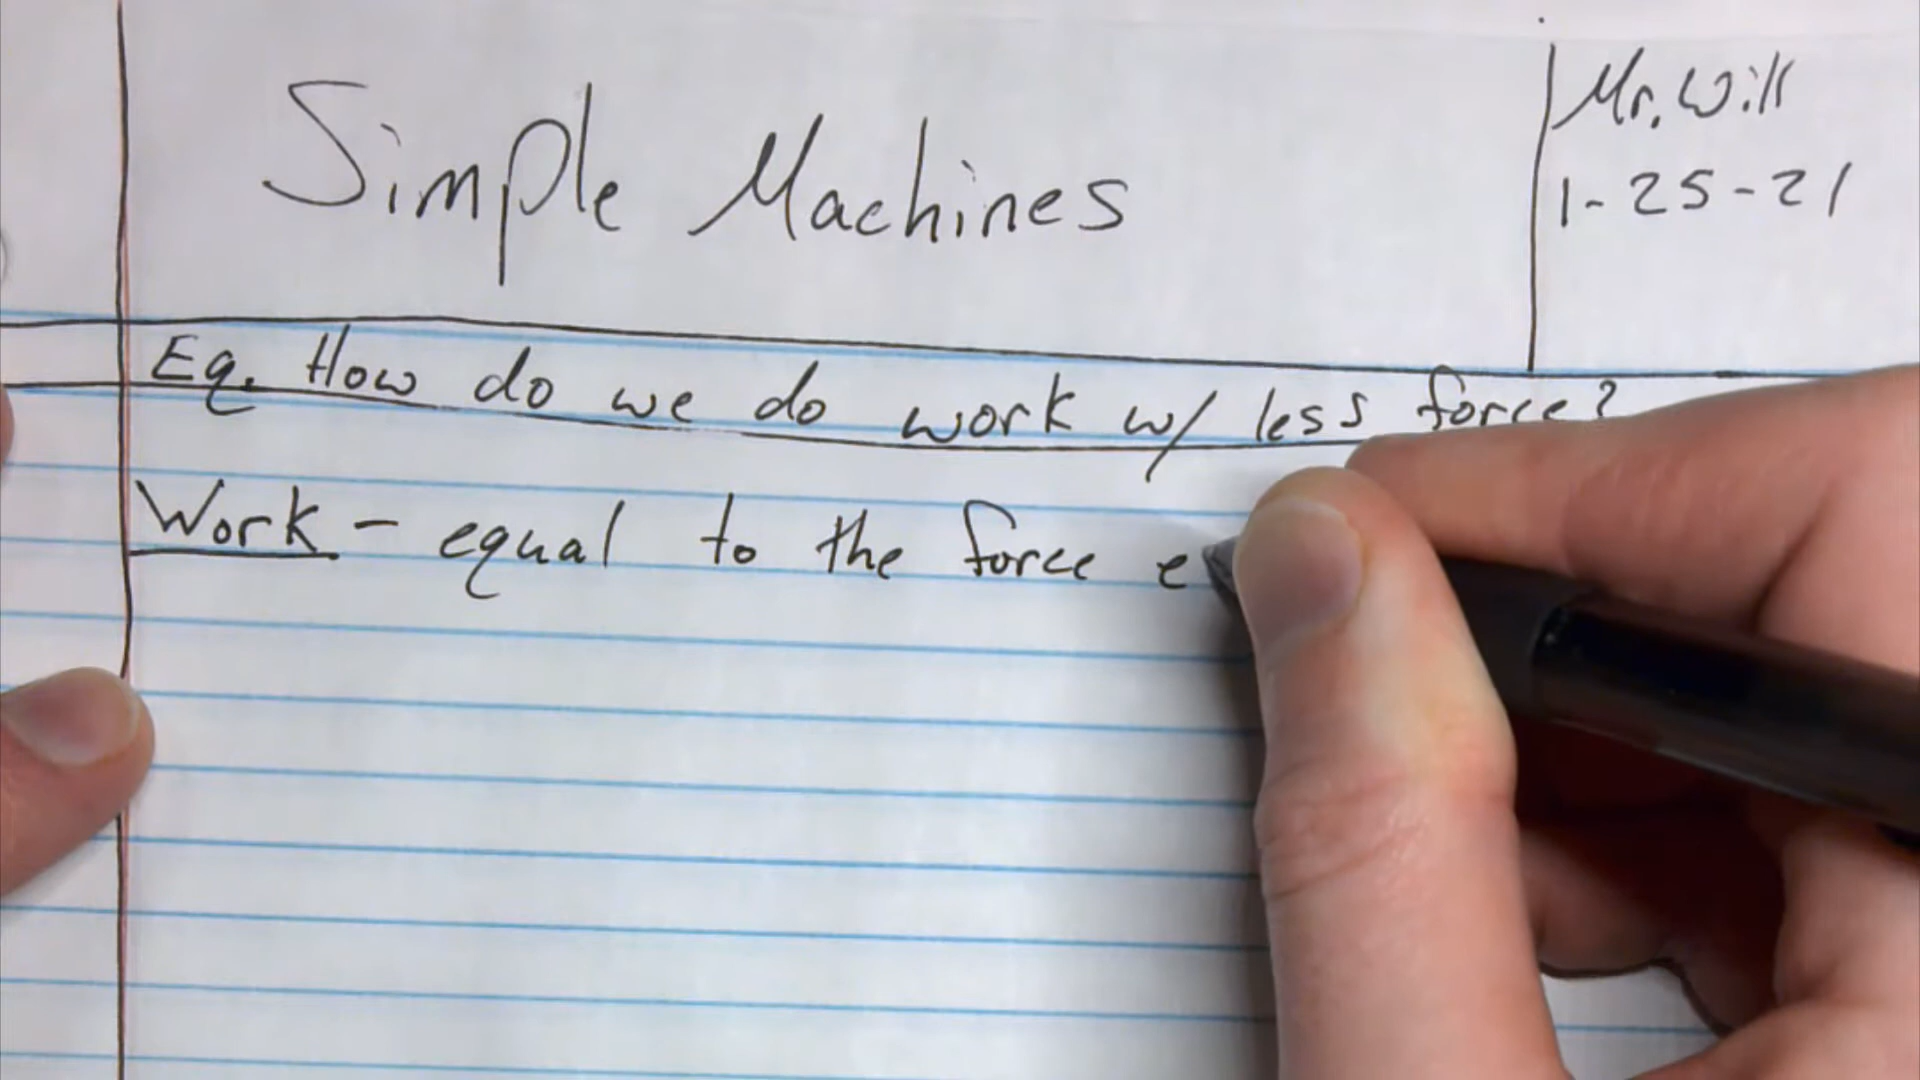 Simple Machines
Mr. Will
1-25-21
Eq. How do we do work w/ less force?
Work - equal to the force e